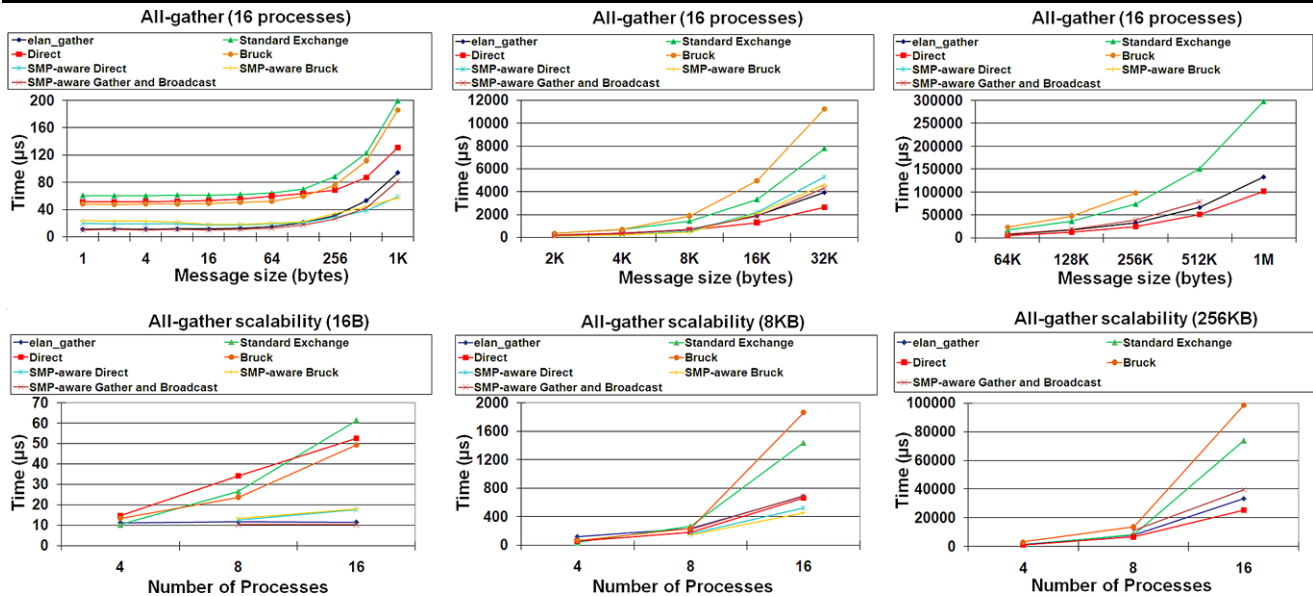 All-gather (16 processes)
elan_gather
Standard Exchange
Direct
Bruck
SMP-aware Direct
SMP-aware Bruck
SMP-aware Gather and Broadcast
200
160
120
80
40
0
Time (µs)
1
4
16
64
256
1K
Message size (bytes)
All-gather (16 processes)
elan_gather
Standard Exchange
Direct
Bruck
SMP-aware Direct
SMP-aware Bruck
SMP-aware Gather and Broadcast
12000
10000
8000
6000
4000
2000
0
Time (µs)
2K
4K
8K
16K
32K
Message size (bytes)
All-gather (16 processes)
elan_gather
Standard Exchange
Direct
Bruck
SMP-aware Direct
SMP-aware Bruck
SMP-aware Gather and Broadcast
300000
250000
200000
150000
100000
50000
0
Time (µs)
64K
128K
256K
512K
1M
Message size (bytes)
All-gather scalability (16B)
elan_gather
Standard Exchange
Direct
Bruck
SMP-aware Direct
SMP-aware Bruck
SMP-aware Gather and Broadcast
70
60
50
40
30
20
10
0
Time (µs)
4
8
16
Number of Processes
All-gather scalability (8KB)
elan_gather
Standard Exchange
Direct
Bruck
SMP-aware Direct
SMP-aware Bruck
SMP-aware Gather and Broadcast
2000
1600
1200
800
400
0
Time (µs)
4
8
16
Number of Processes
All-gather scalability (256KB)
elan_gather
Standard Exchange
Direct
Bruck
SMP-aware Gather and Broadcast
100000
80000
60000
40000
20000
0
Time (µs)
4
8
16
Number of Processes